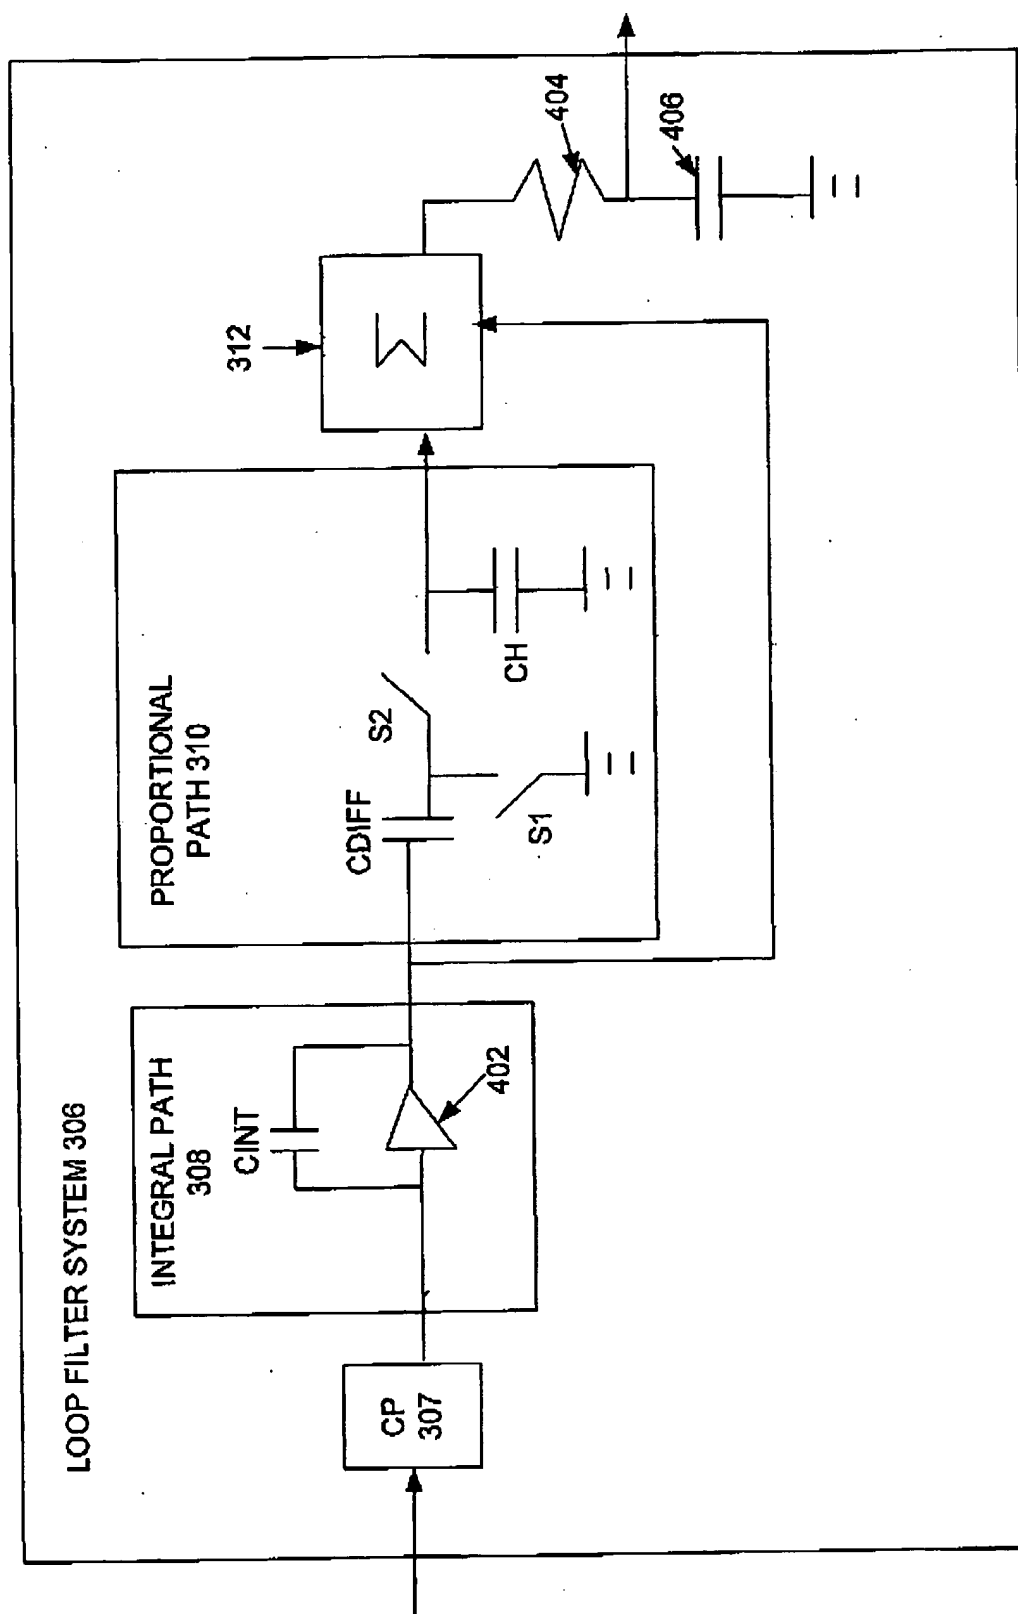 LOOP FILTER SYSTEM 306
INTEGRAL PATH
308
CINT
402
CP
307
PROPORTIONAL
PATH 310
CDIFF
S2
S1
CH
312
Σ
404
406